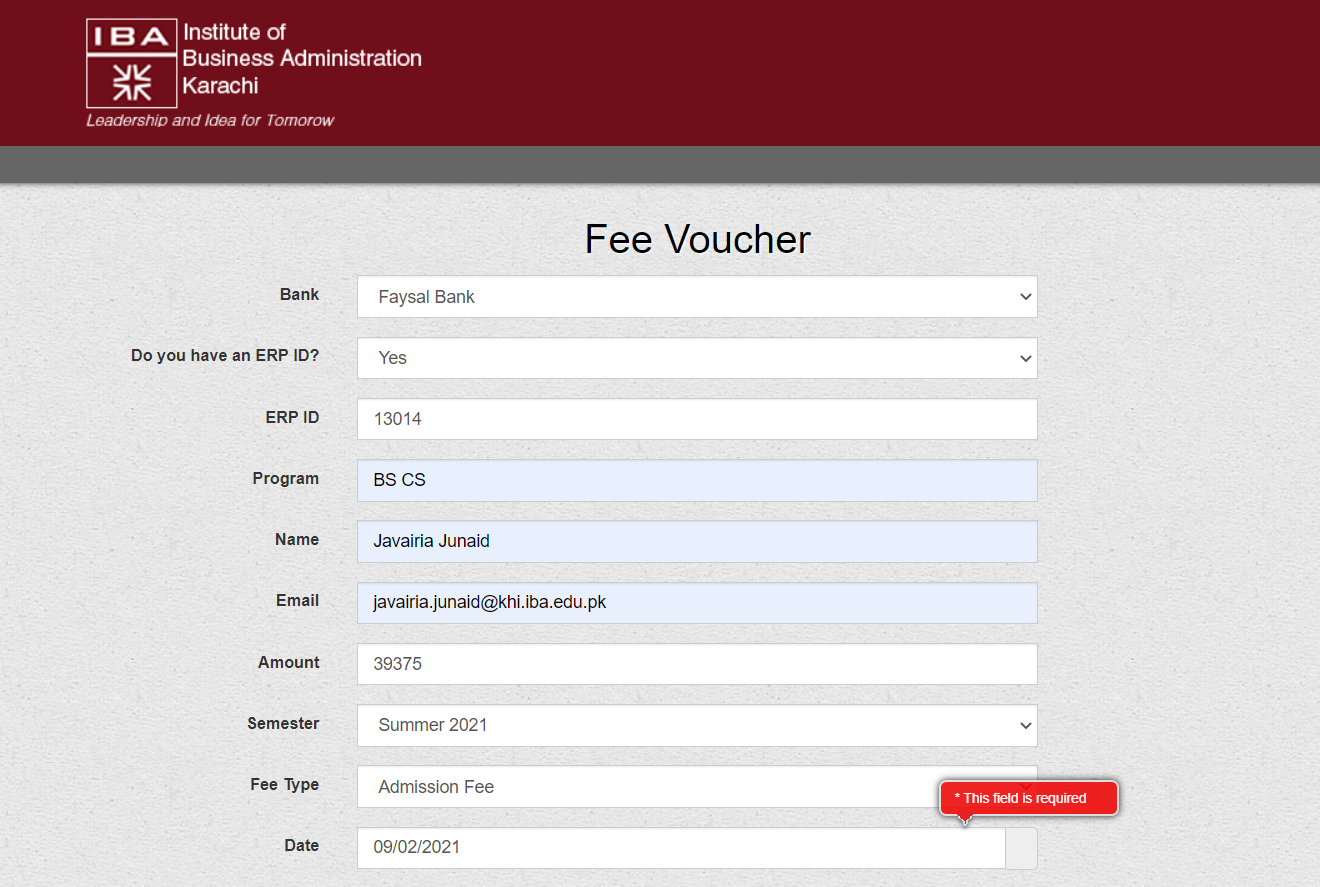 IBA
Institute of
Business Administration
Karachi
Leadership and Idea for Tomorow
Fee Voucher
Bank
Faysal Bank
Do you have an ERP ID?
Yes
ERP ID
13014
Program
BS CS
Name
Javairia Junaid
Email
javairia.junaid@khi.iba.edu.pk
Amount
39375
Semester
Summer 2021
Fee Type
Admission Fee
* This field is required
Date
09/02/2021